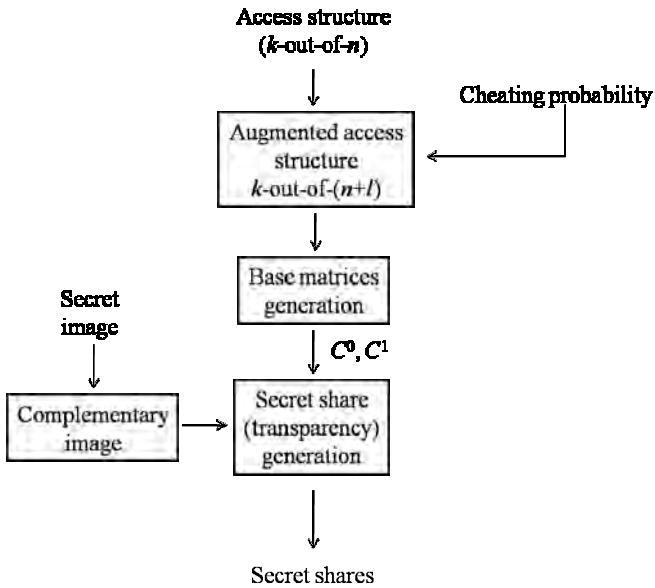 Access structure
(k-out-of-n)
Cheating probability
Augmented access
structure
k-out-of-(n+l)
Base matrices
generation
Secret
image
C⁰, C¹
Complementary
image
Secret share
(transparency)
generation
Secret shares